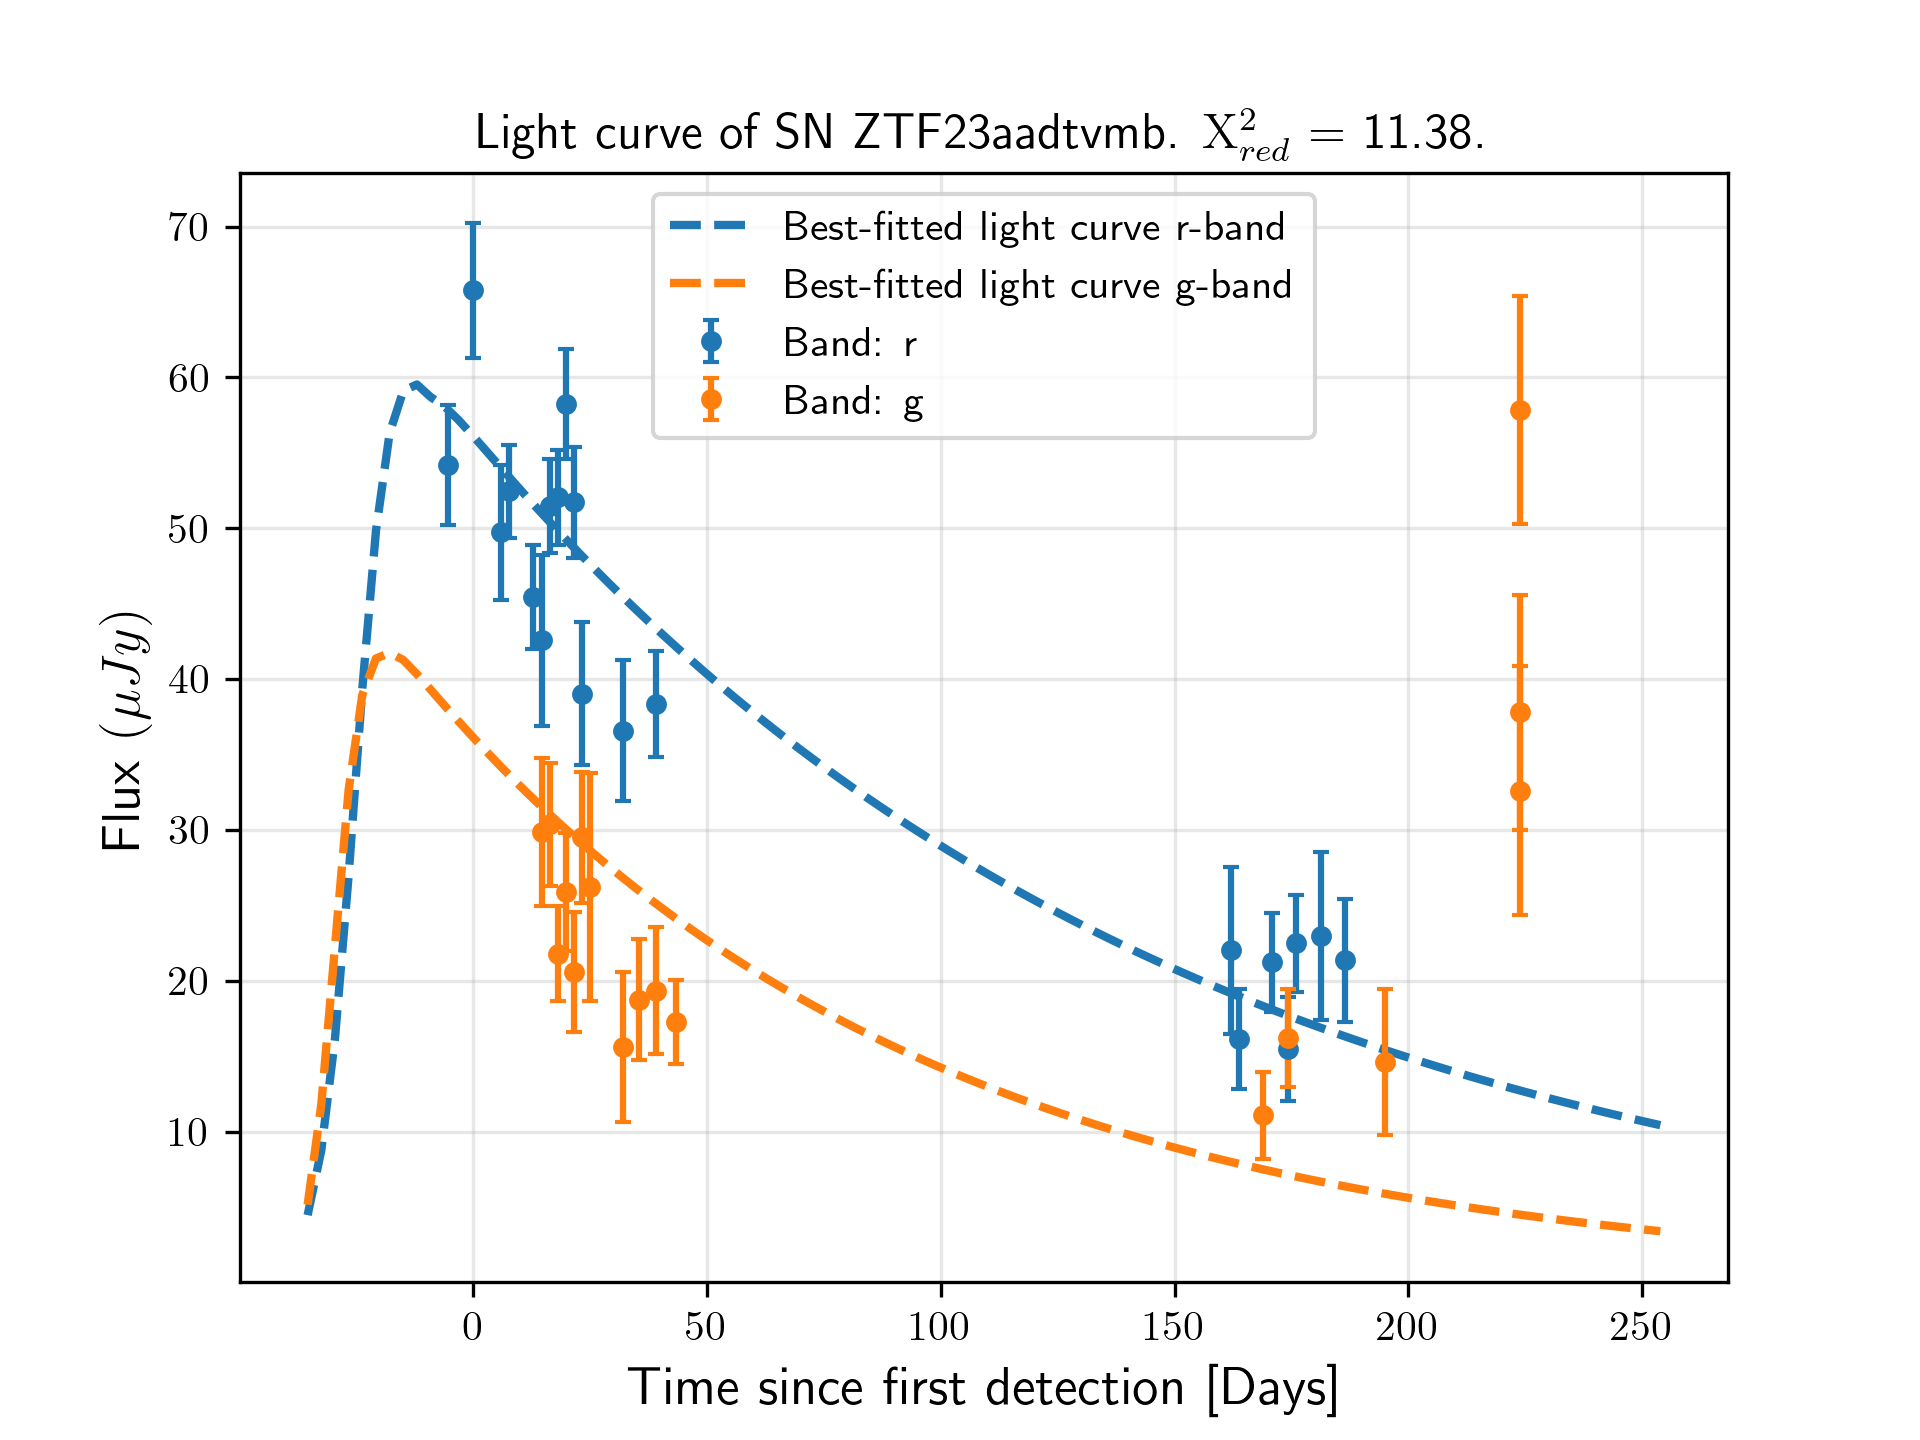 Light curve of SN ZTF23aadtvmb. X²_red = 11.38.
Best-fitted light curve r-band
Best-fitted light curve g-band
Band: r
Band: g
Flux (μJy)
70
60
50
40
30
20
10
0 50 100 150 200 250
Time since first detection [Days]